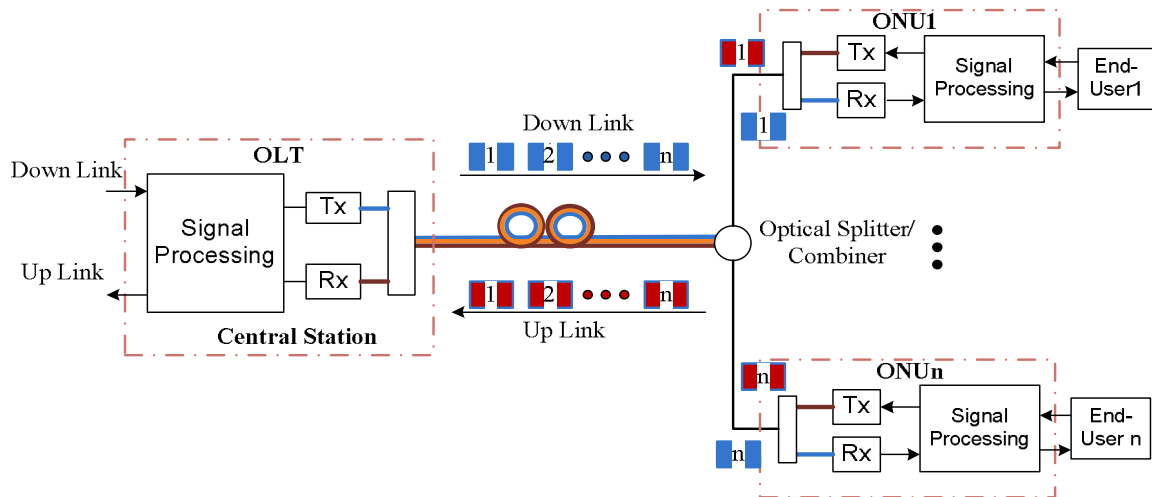 OLT
Down Link
Up Link
Signal
Processing
Tx
Rx
Central Station
Down Link
1
2
n
1
2
n
Up Link
Optical Splitter/
Combiner
ONU1
1
1
Tx
Rx
Signal
Processing
End-
User1
ONUn
n
n
Tx
Rx
Signal
Processing
End-
User n